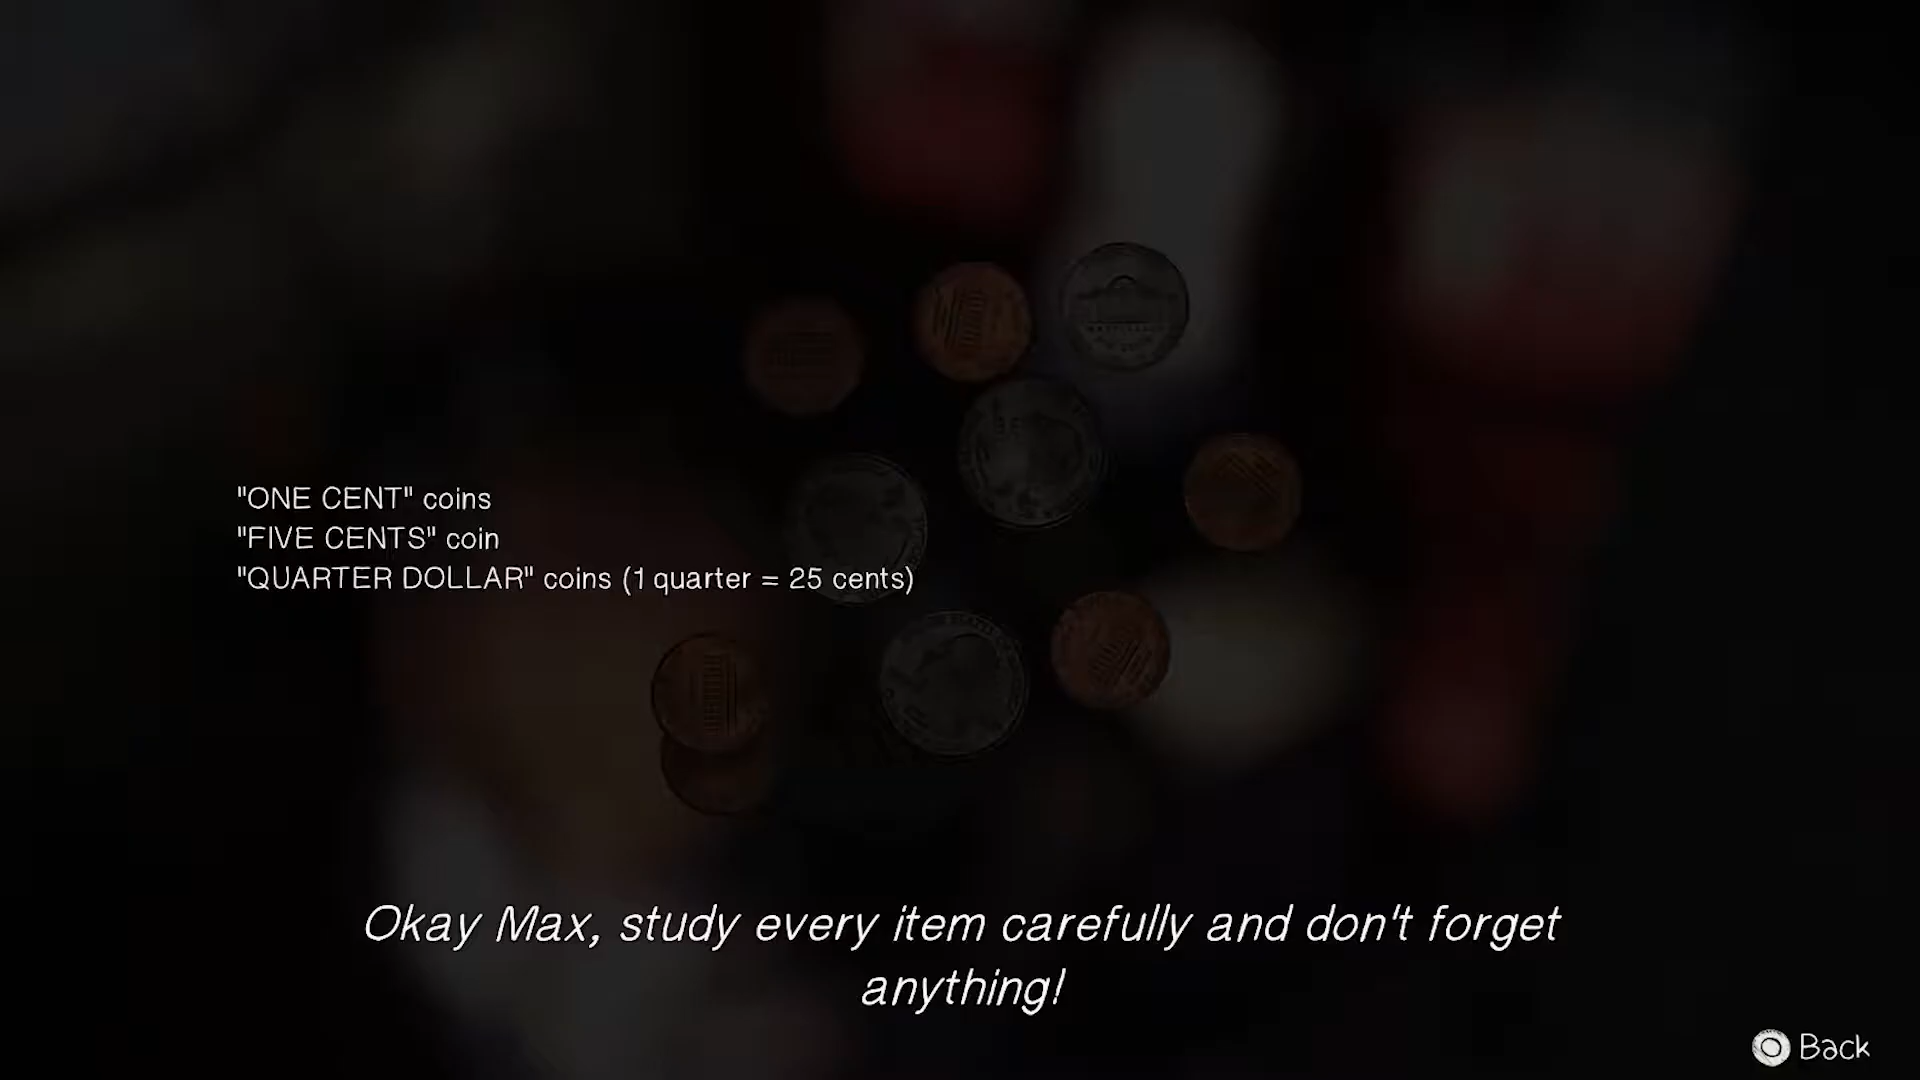 "ONE CENT" coins
"FIVE CENTS" coin
"QUARTER DOLLAR" coins (1 quarter = 25 cents)
Okay Max, study every item carefully and don't forget
anything!
Back